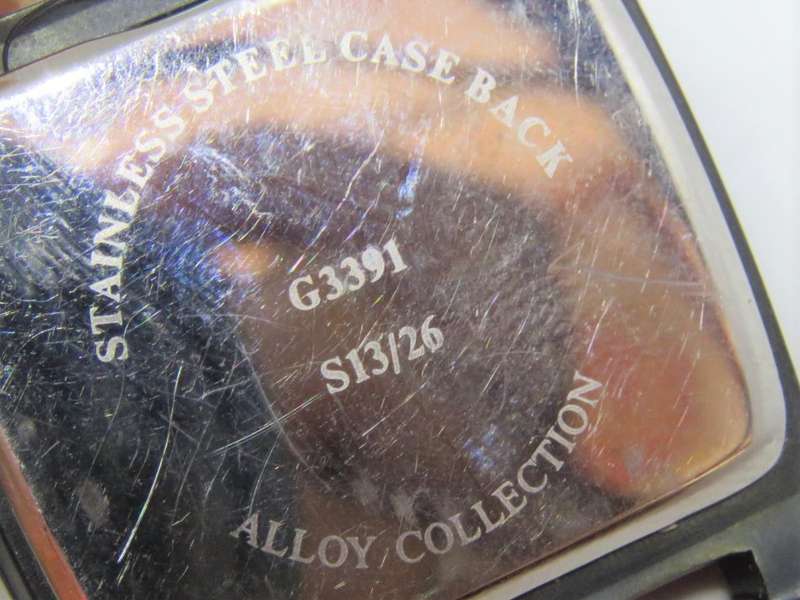 STAINLESS STEEL CASE BACK
G3391
S13/26
ALLOY COLLECTION